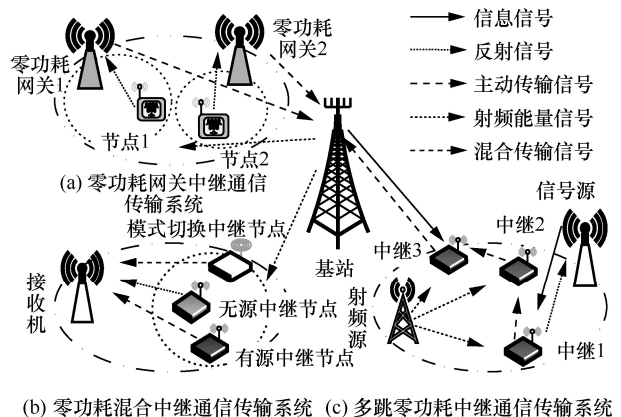 零功耗
网关1
零功耗
网关2
节点1
节点2
(a) 零功耗网关中继通信
传输系统
信息信号
反射信号
主动传输信号
射频能量信号
混合传输信号
基站
模式切换中继节点
接收机
无源中继节点
有源中继节点
信号源
中继2
中继3
射频源
中继1
(b) 零功耗混合中继通信传输系统
(c) 多跳零功耗中继通信传输系统